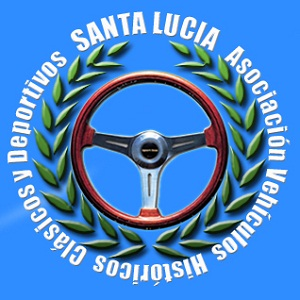 SANTA LUCIA
Asociación Vehículos Históricos Clásicos y Deportivos